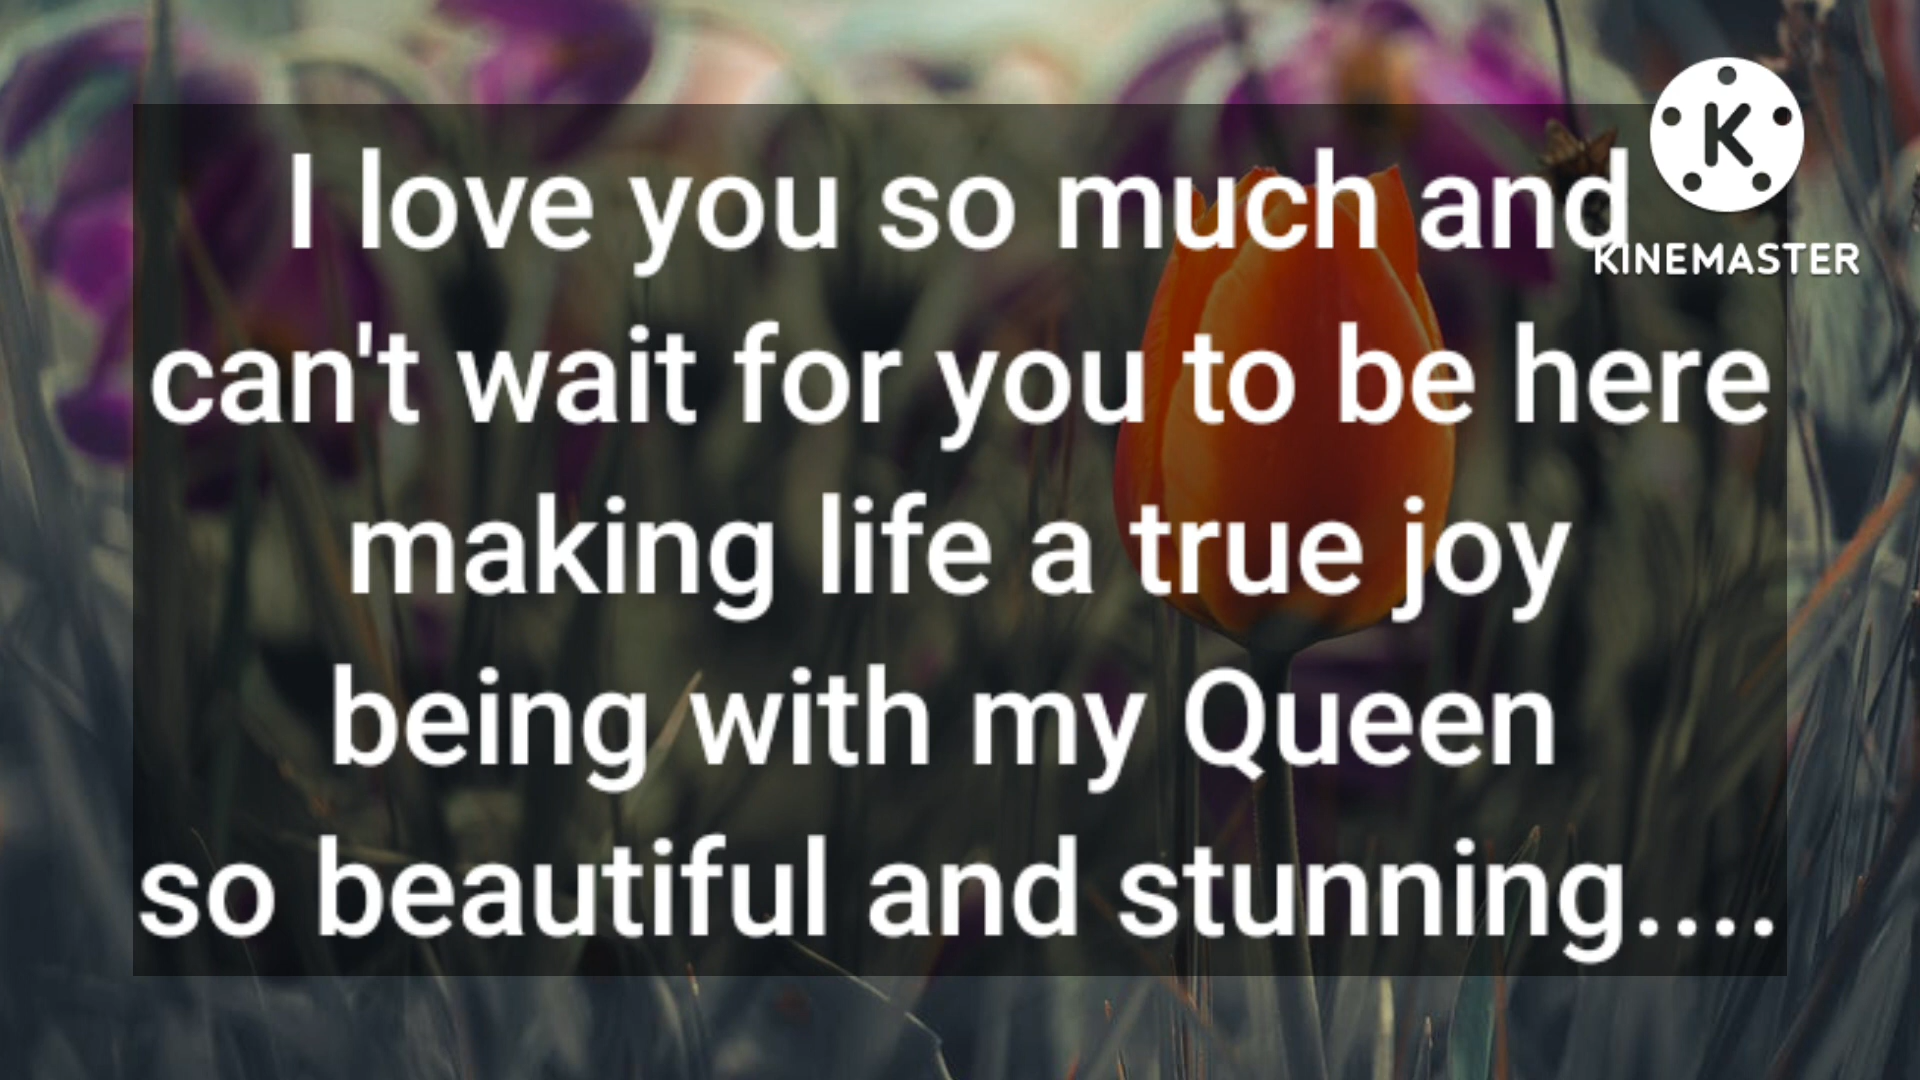 I love you so much and
KINEMASTER
can't wait for you to be here
making life a true joy
being with my Queen
so beautiful and stunning....